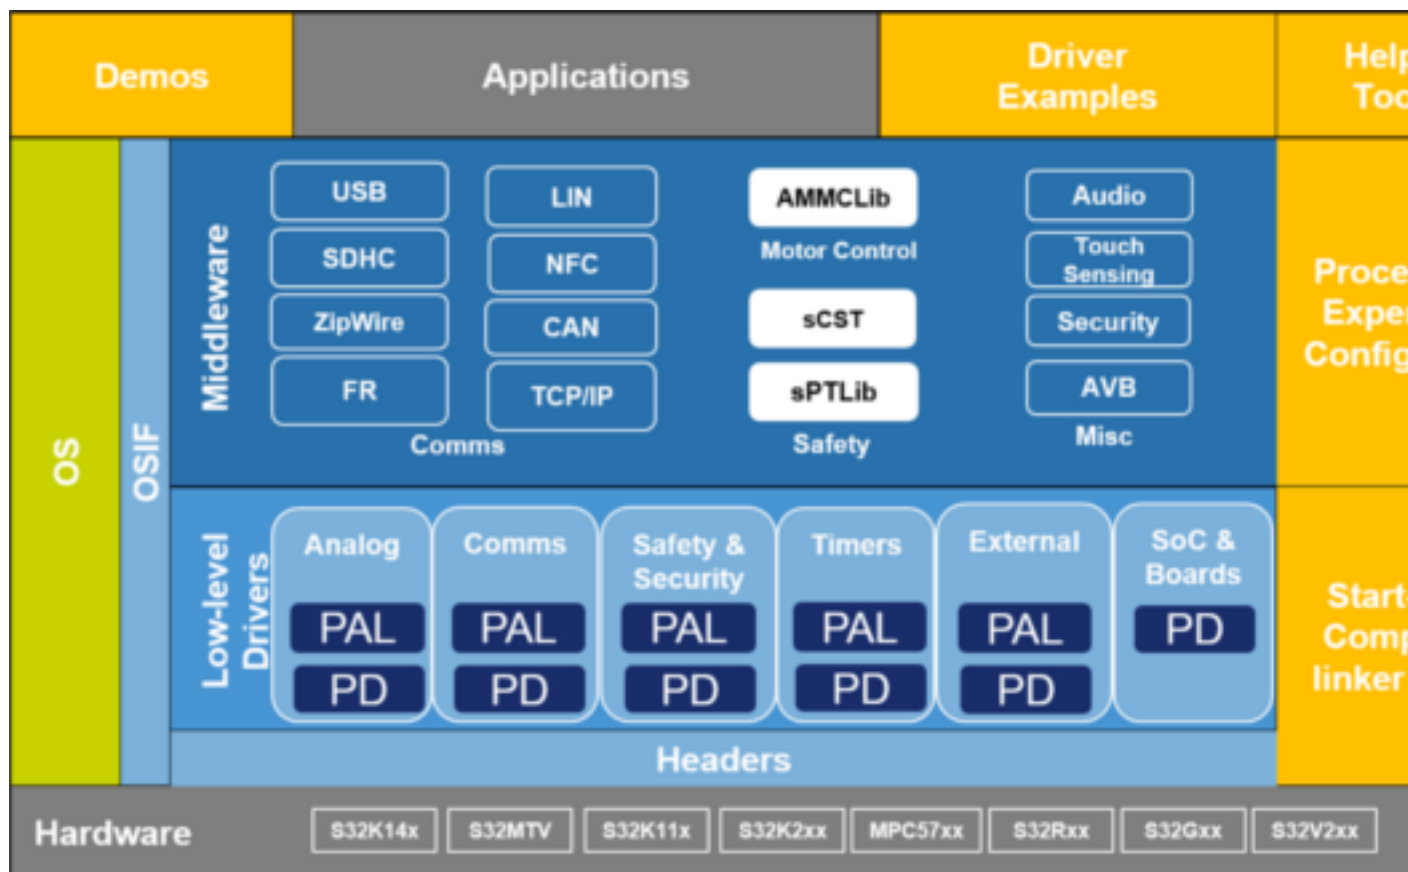 Demos
Applications
Driver
Examples
OS
OSIF
Middleware
USB
SDHC
ZipWire
FR
LIN
NFC
CAN
TCP/IP
Comms
AMMCLib
Motor Control
sCST
sPTLib
Safety
Audio
Touch
Sensing
Security
AVB
Misc
Low-level
Drivers
Analog
PAL
PD
Comms
PAL
PD
Safety &
Security
PAL
PD
Timers
PAL
PD
External
PAL
PD
SoC &
Boards
PD
linker
Headers
Hardware
S32K14x
S32MTV
S32K11x
S32K2xx
MPC57xx
S32Rxx
S32Gxx
S32V2xx